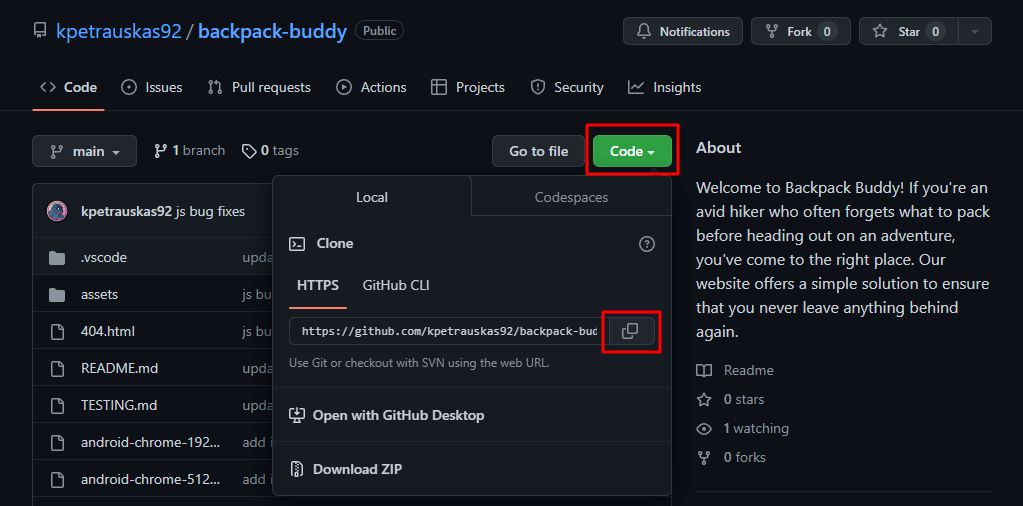 kpetrauskas92 / backpack-buddy Public
Notifications Fork 0 Star 0
Code Issues Pull requests Actions Projects Security Insights
main 1 branch 0 tags Go to file Code
kpetrauskas92 js bug fixes
.vscode upda
assets js bu
404.html js bu
README.md upda
TESTING.md upda
android-chrome-192... add i
android-chrome-512... add i
Local Codespaces
Clone
HTTPS GitHub CLI
https://github.com/kpetrauskas92/backpack-bud
Use Git or checkout with SVN using the web URL.
Open with GitHub Desktop
Download ZIP
About
Welcome to Backpack Buddy! If you're an
avid hiker who often forgets what to pack
before heading out on an adventure,
you've come to the right place. Our
website offers a simple solution to ensure
that you never leave anything behind
again.
Readme
0 stars
1 watching
0 forks